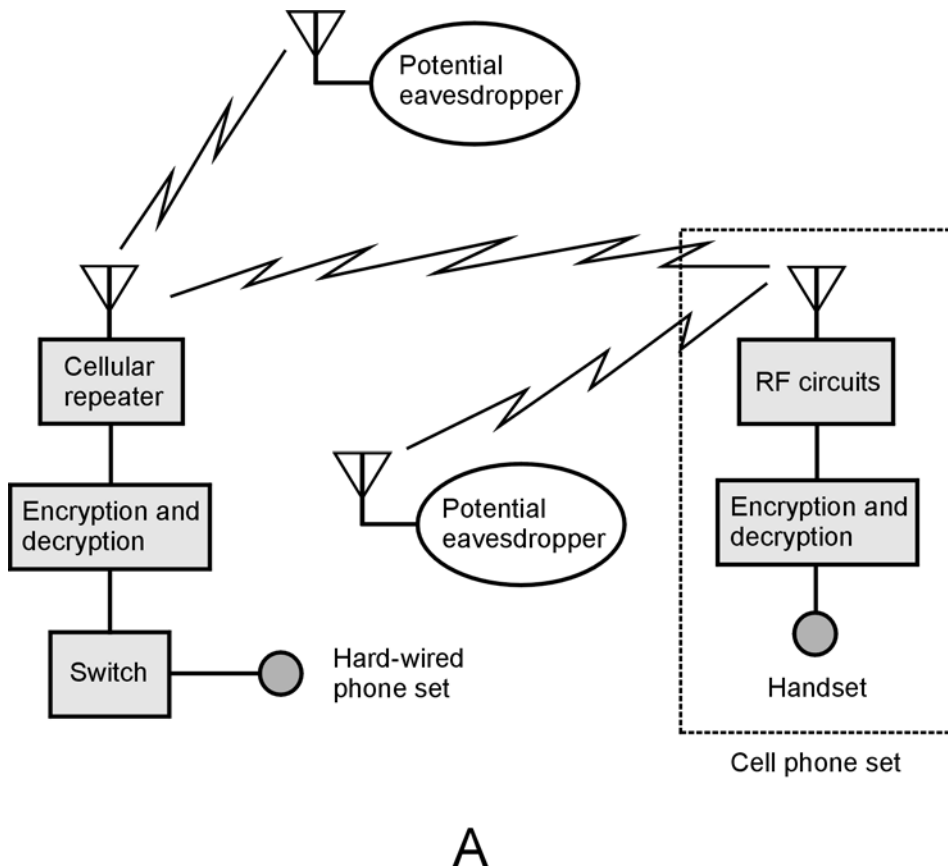 Potential
eavesdropper
Cellular
repeater
RF circuits
Encryption and
decryption
Potential
eavesdropper
Encryption and
decryption
Switch
Hard-wired
phone set
Handset
Cell phone set
A